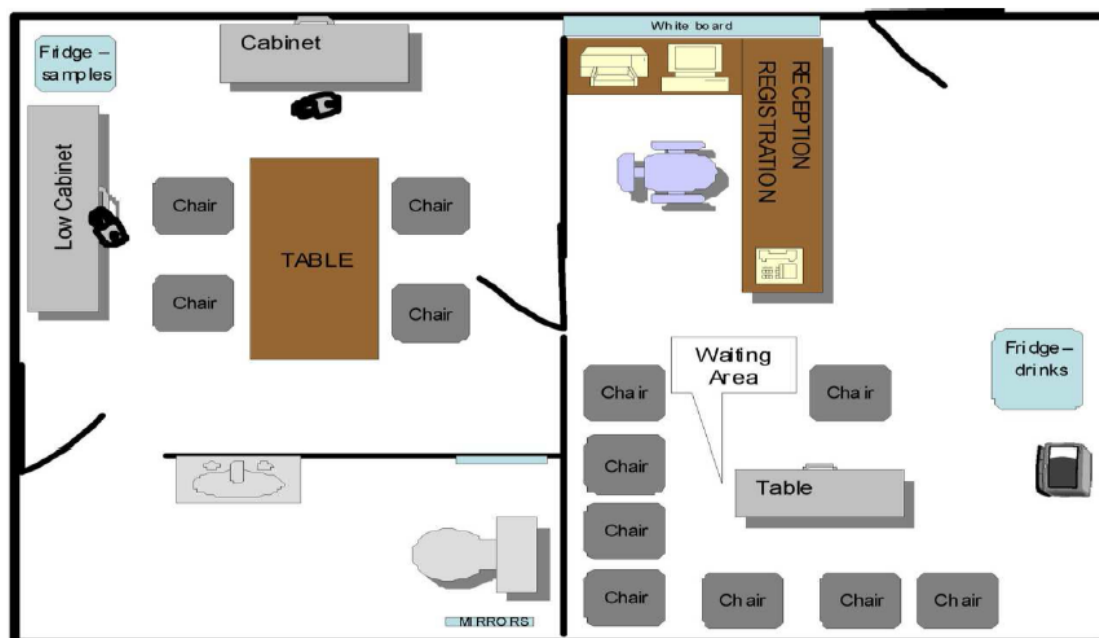 Fridge –
samples
Cabinet
White board
RECEPTION
REGISTRATION
Low Cabinet
Chair
Chair
TABLE
Chair
Chair
Waiting
Area
Fridge –
drinks
Chair
Chair
Chair
Table
Chair
Chair
Chair
Chair
Chair
MIRRORS